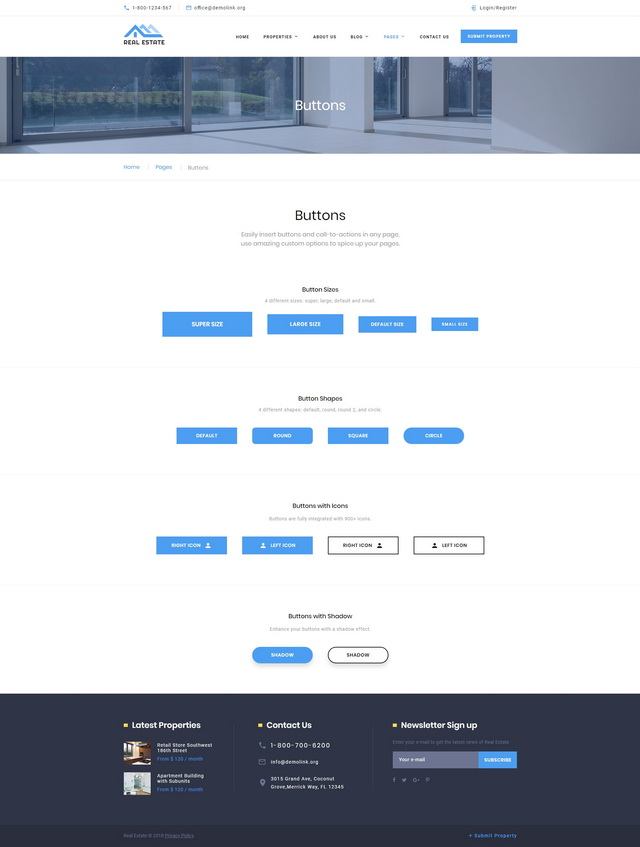 1-800-1234-567
office@demolink.org
Login/Register
REAL ESTATE
HOME
PROPERTIES
ABOUT US
BLOG
PAGES
CONTACT US
SUBMIT PROPERTY
Buttons
Home
Pages
Buttons
Buttons
Easily insert buttons and call-to-actions in any page,
use amazing custom options to spice up your pages.
Button Sizes
4 different sizes: super, large, default and small.
SUPER SIZE
LARGE SIZE
DEFAULT SIZE
SMALL SIZE
Button Shapes
4 different shapes: default, round, round 2, and circle.
DEFAULT
ROUND
SQUARE
CIRCLE
Buttons with Icons
Buttons are fully integrated with 900+ icons.
RIGHT ICON
LEFT ICON
RIGHT ICON
LEFT ICON
Buttons with Shadow
Enhance your buttons with a shadow effect.
SHADOW
SHADOW
Latest Properties
Retail Store Southwest
186th Street
From $ 120 / month
Apartment Building
with Subunits
From $ 120 / month
Contact Us
1-800-700-6200
info@demolink.org
3015 Grand Ave, Coconut
Grove,Merrick Way, FL 12345
Newsletter Sign up
Enter your e-mail to get the latest news of Real Estate
Your e-mail
SUBSCRIBE
Real Estate © 2018 Privacy Policy
+ Submit Property